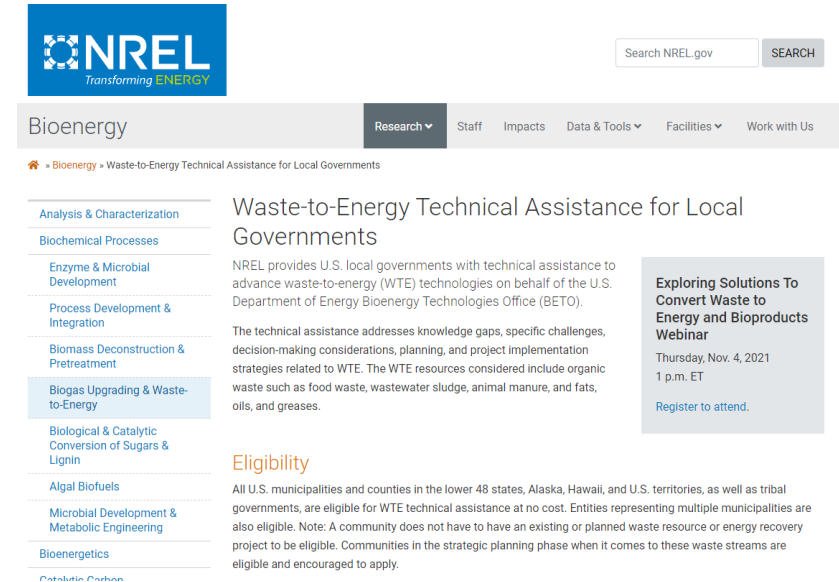 NREL
Transforming ENERGY
Search NREL.gov
SEARCH
Bioenergy
Research
Staff
Impacts
Data & Tools
Facilities
Work with Us
» Bioenergy » Waste-to-Energy Technical Assistance for Local Governments
Analysis & Characterization
Biochemical Processes
Enzyme & Microbial
Development
Process Development &
Integration
Biomass Deconstruction &
Pretreatment
Biogas Upgrading & Waste-
to-Energy
Biological & Catalytic
Conversion of Sugars &
Lignin
Algal Biofuels
Microbial Development &
Metabolic Engineering
Bioenergetics
Catalytic Carbon
Waste-to-Energy Technical Assistance for Local
Governments
NREL provides U.S. local governments with technical assistance to
advance waste-to-energy (WTE) technologies on behalf of the U.S.
Department of Energy Bioenergy Technologies Office (BETO).
The technical assistance addresses knowledge gaps, specific challenges,
decision-making considerations, planning, and project implementation
strategies related to WTE. The WTE resources considered include organic
waste such as food waste, wastewater sludge, animal manure, and fats,
oils, and greases.
Exploring Solutions To
Convert Waste to
Energy and Bioproducts
Webinar
Thursday, Nov. 4, 2021
1 p.m. ET
Register to attend.
Eligibility
All U.S. municipalities and counties in the lower 48 states, Alaska, Hawaii, and U.S. territories, as well as tribal
governments, are eligible for WTE technical assistance at no cost. Entities representing multiple municipalities are
also eligible. Note: A community does not have to have an existing or planned waste resource or energy recovery
project to be eligible. Communities in the strategic planning phase when it comes to these waste streams are
eligible and encouraged to apply.